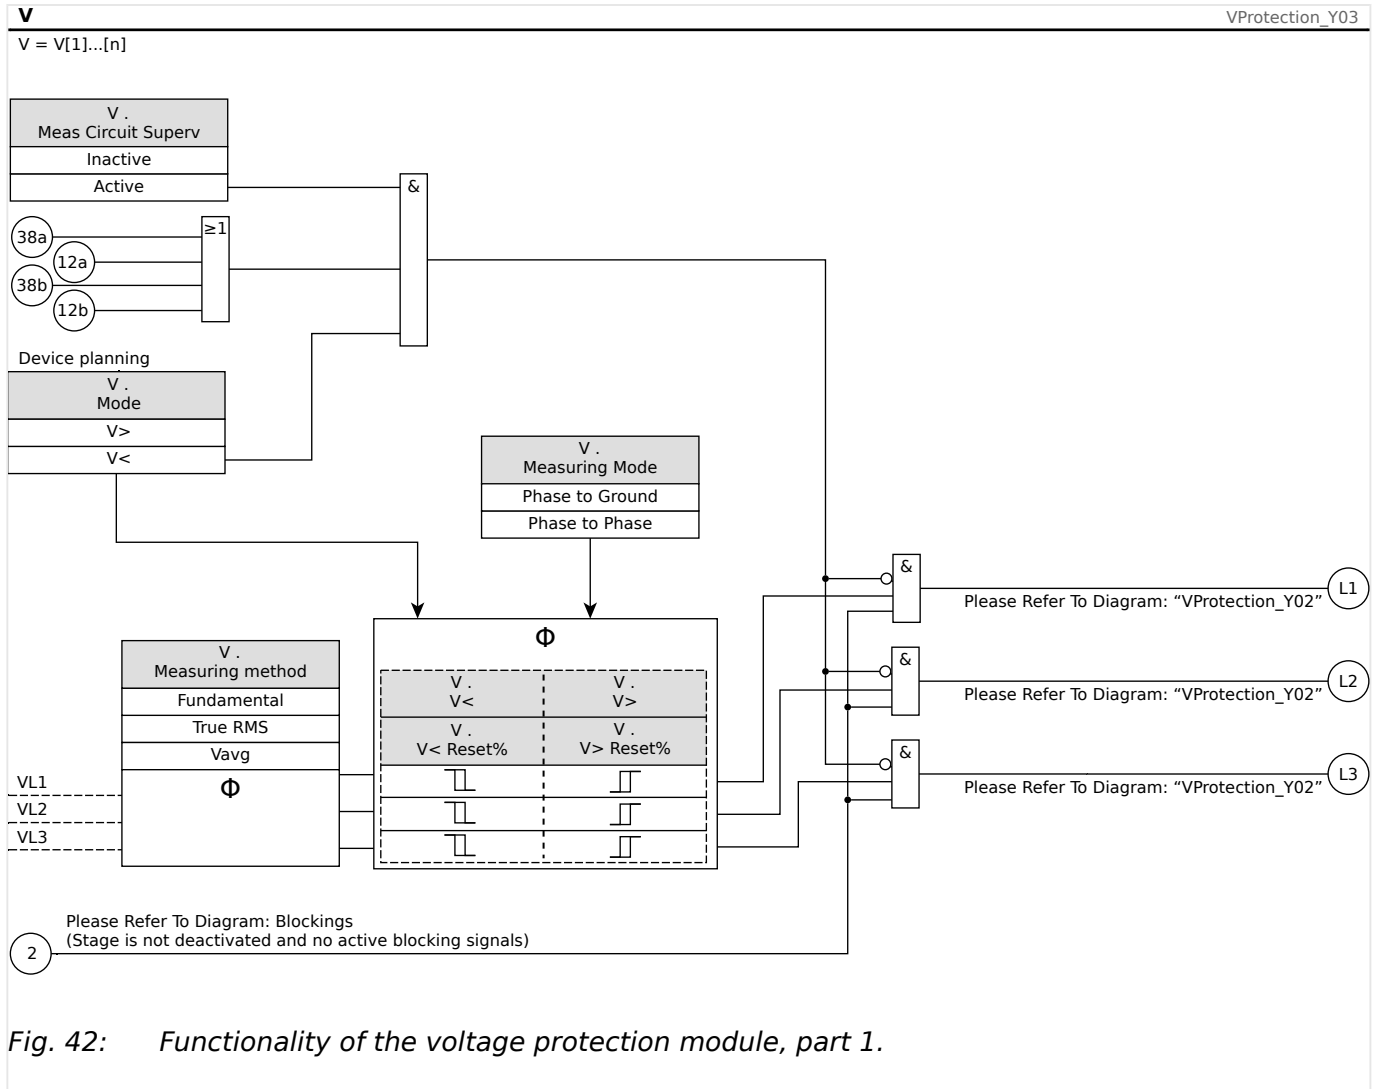 V
VProtection_Y03
V = V[1]...[n]
V .
Meas Circuit Superv
Inactive
Active
&
≥1
38a
12a
38b
12b
Device planning
V .
Mode
V>
V<
V .
Measuring Mode
Phase to Ground
Phase to Phase
&
L1
Please Refer To Diagram: “VProtection_Y02”
Φ
V .
Measuring method
Fundamental
True RMS
Vavg
Φ
V .
V<
V .
V>
V .
V< Reset%
V .
V> Reset%
&
L2
Please Refer To Diagram: “VProtection_Y02”
&
L3
Please Refer To Diagram: “VProtection_Y02”
VL1
VL2
VL3
Please Refer To Diagram: Blockings
(Stage is not deactivated and no active blocking signals)
2
Fig. 42: Functionality of the voltage protection module, part 1.